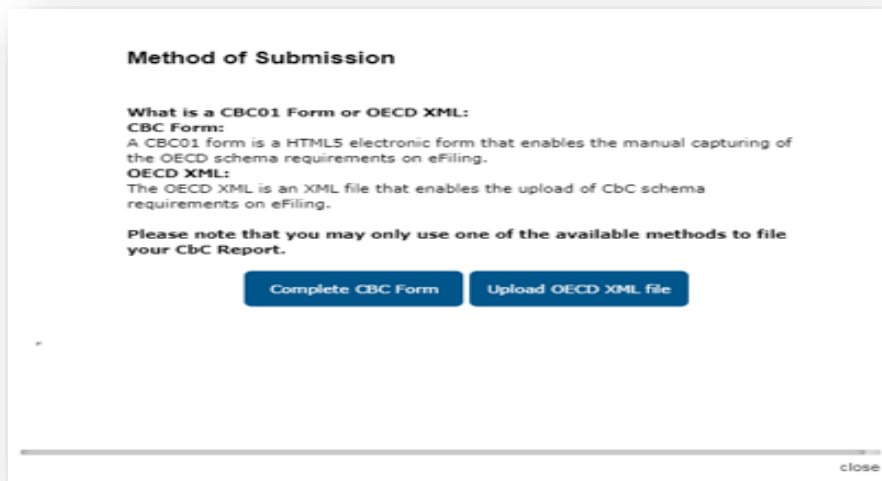 Method of Submission
What is a CBC01 Form or OECD XML:
CBC Form:
A CBC01 form is a HTML5 electronic form that enables the manual capturing of
the OECD schema requirements on eFiling.
OECD XML:
The OECD XML is an XML file that enables the upload of CbC schema
requirements on eFiling.
Please note that you may only use one of the available methods to file
your CbC Report.
Complete CBC Form
Upload OECD XML file
close